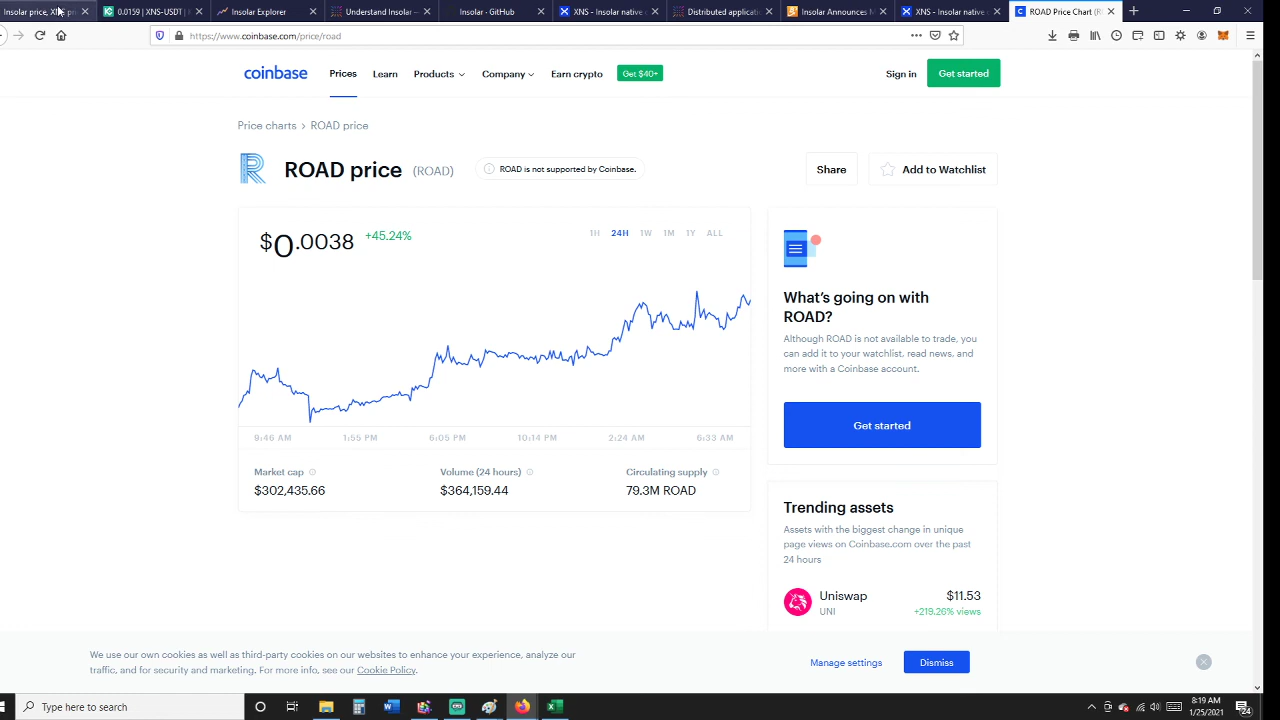 Insolar price, XNS pri
0.0159 | XNS-USDT |
Insolar Explorer
Understand Insolar —
Insolar · GitHub
XNS - Insolar native c
Distributed applicati
Insolar Announces M
XNS - Insolar native c
ROAD Price Chart (R
https://www.coinbase.com/price/road
coinbase
Prices
Learn
Products
Company
Earn crypto
Get $40+
Sign in
Get started
Price charts › ROAD price
ROAD price (ROAD)
ROAD is not supported by Coinbase.
Share
Add to Watchlist
$0.0038 +45.24%
1H 24H 1W 1M 1Y ALL
9:46 AM 1:55 PM 6:05 PM 10:14 PM 2:24 AM 6:33 AM
Market cap
$302,435.66
Volume (24 hours)
$364,159.44
Circulating supply
79.3M ROAD
What's going on with
ROAD?
Although ROAD is not available to trade, you
can add it to your watchlist, read news, and
more with a Coinbase account.
Get started
Trending assets
Assets with the biggest change in unique
page views on Coinbase.com over the past
24 hours
Uniswap $11.53
UNI +219.26% views
We use our own cookies as well as third-party cookies on our websites to enhance your experience, analyze our
traffic, and for security and marketing. For more info, see our Cookie Policy.
Manage settings
Dismiss
Type here to search
8:19 AM
1/25/2021
24